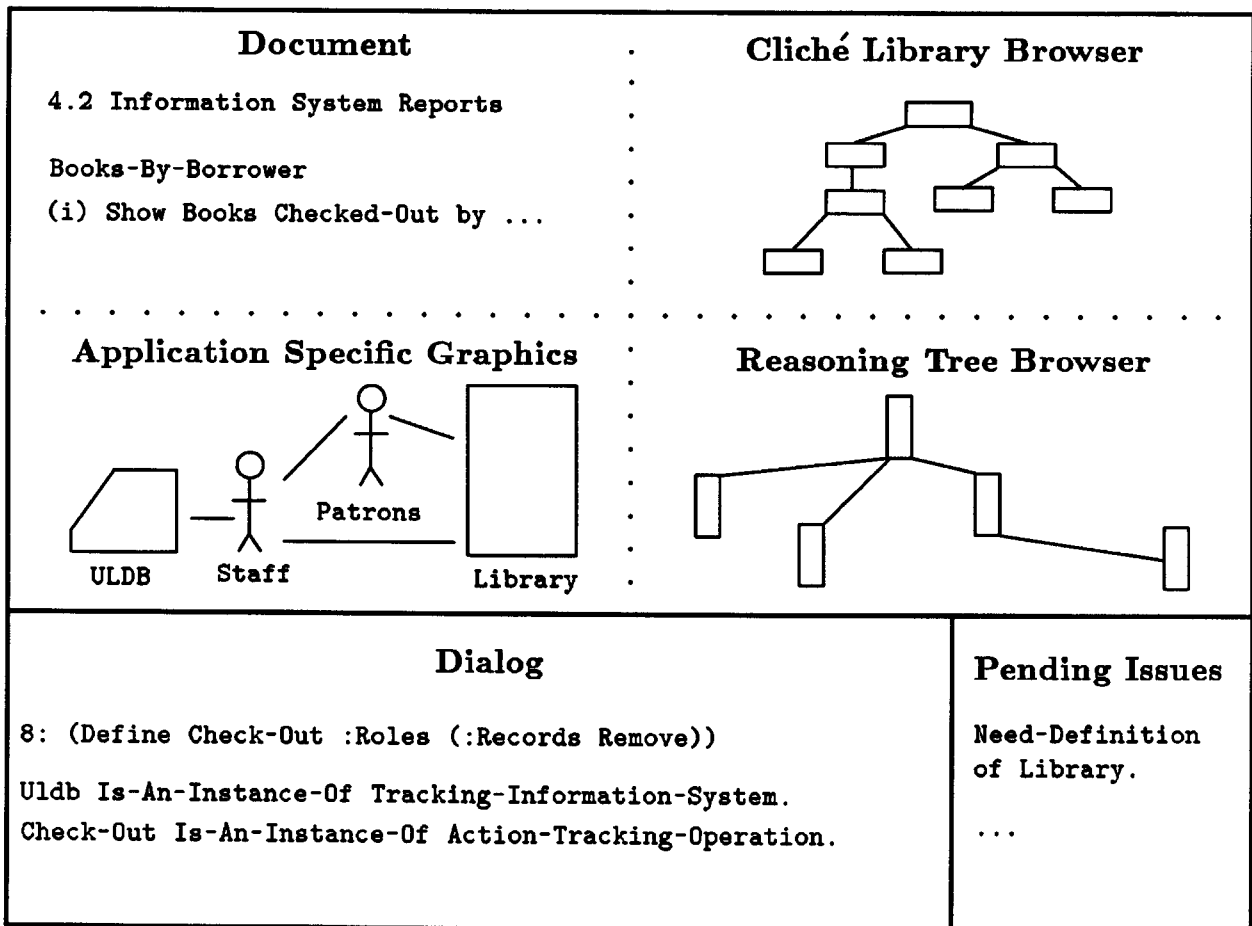 Document
4.2 Information System Reports
Books-By-Borrower
(i) Show Books Checked-Out by ...
Cliché Library Browser
Application Specific Graphics
Patrons
ULDB
Staff
Library
Reasoning Tree Browser
Dialog
8: (Define Check-Out :Roles (:Records Remove))
Uldb Is-An-Instance-Of Tracking-Information-System.
Check-Out Is-An-Instance-Of Action-Tracking-Operation.
Pending Issues
Need-Definition
of Library.
...